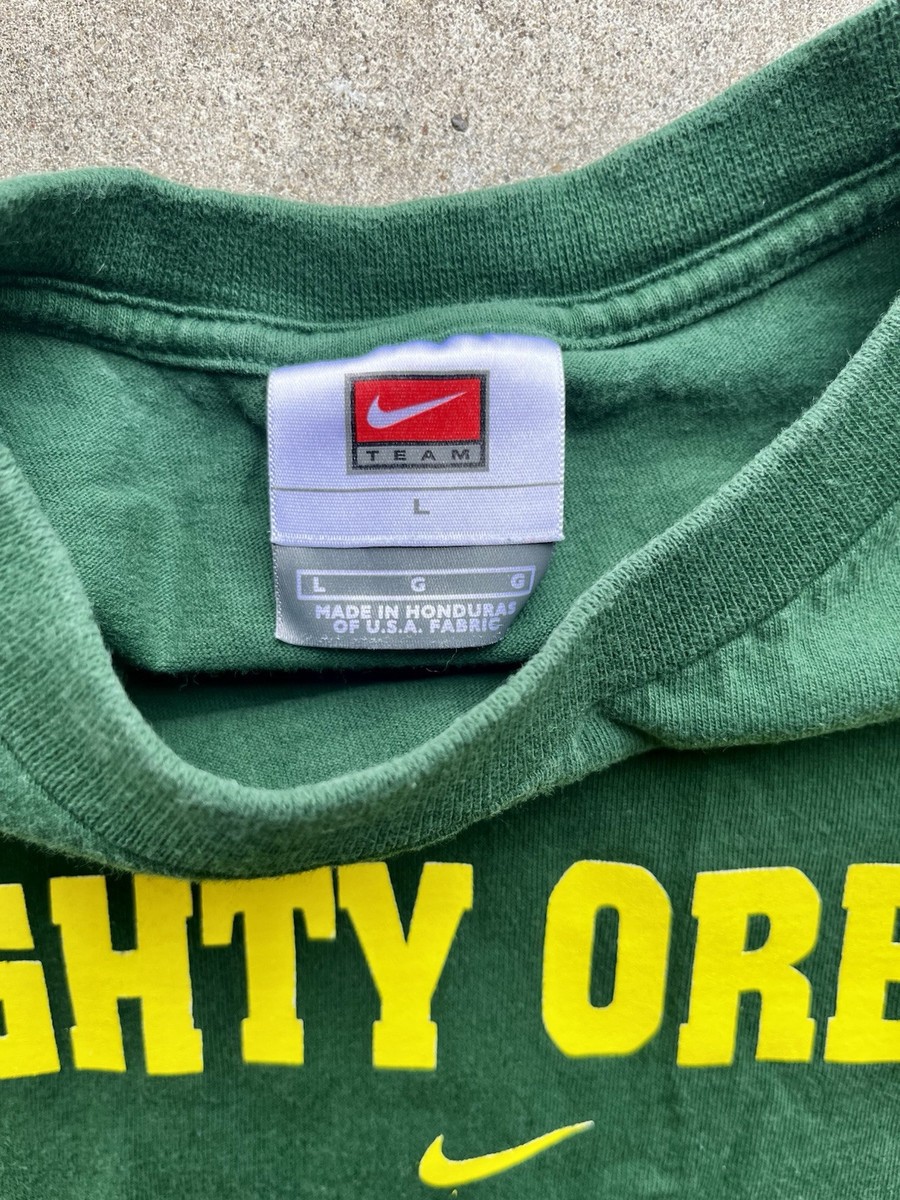 TEAM
L
L G G
MADE IN HONDURAS
OF U.S.A. FABRIC
GHTY ORE